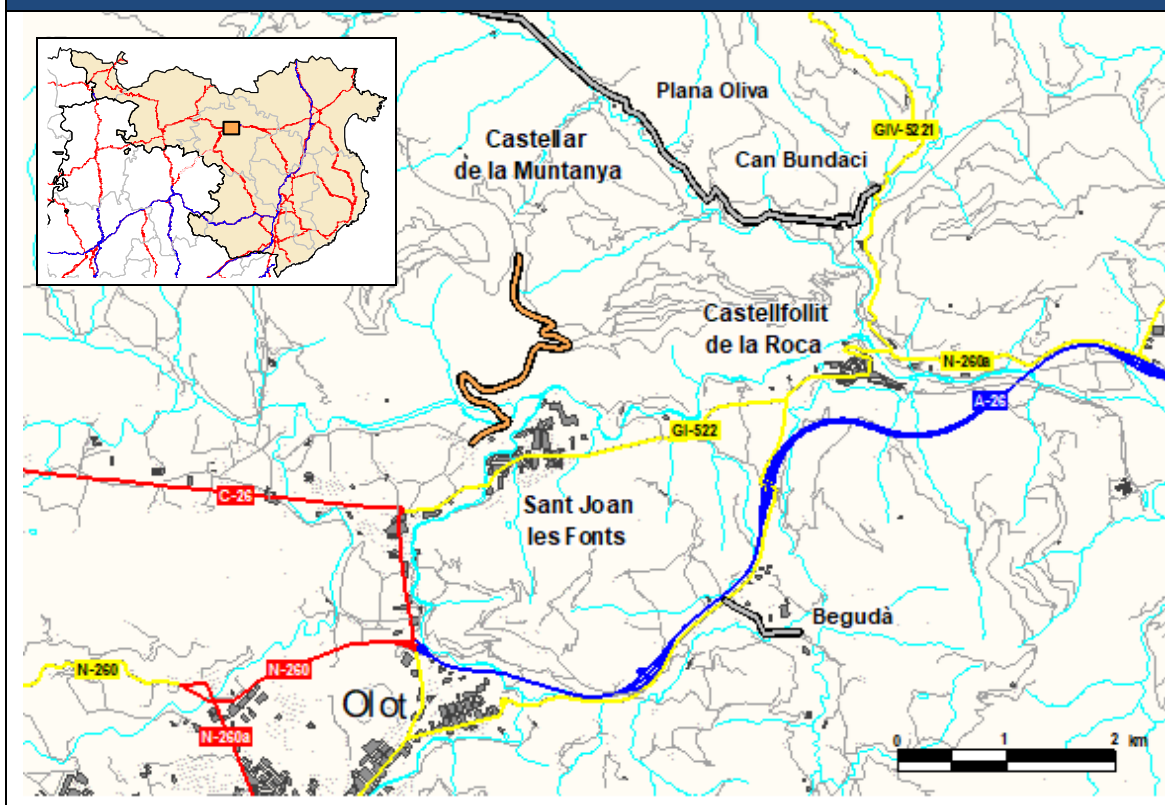 Plana Oliva
GIV-5221
Castellar
de la Muntanya
Can Bundaci
Castellfollit
de la Roca
N-260a
A-26
GI-522
C-26
Sant Joan
les Fonts
Begudà
N-260
N-260
Olot
N-260a
0 1 2 km